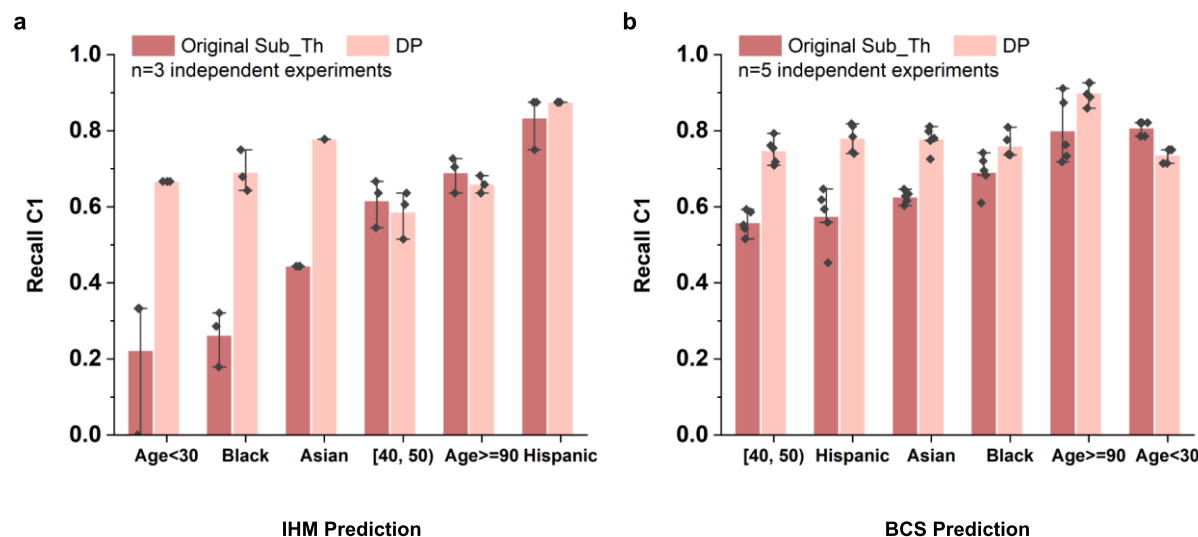 a
Original Sub_Th
DP
n=3 independent experiments
Recall C1
1.0
0.8
0.6
0.4
0.2
0.0
Age<30
Black
Asian
[40, 50)
Age>=90
Hispanic
IHM Prediction
b
Original Sub_Th
DP
n=5 independent experiments
Recall C1
1.0
0.8
0.6
0.4
0.2
0.0
[40, 50)
Hispanic
Asian
Black
Age>=90
Age<30
BCS Prediction